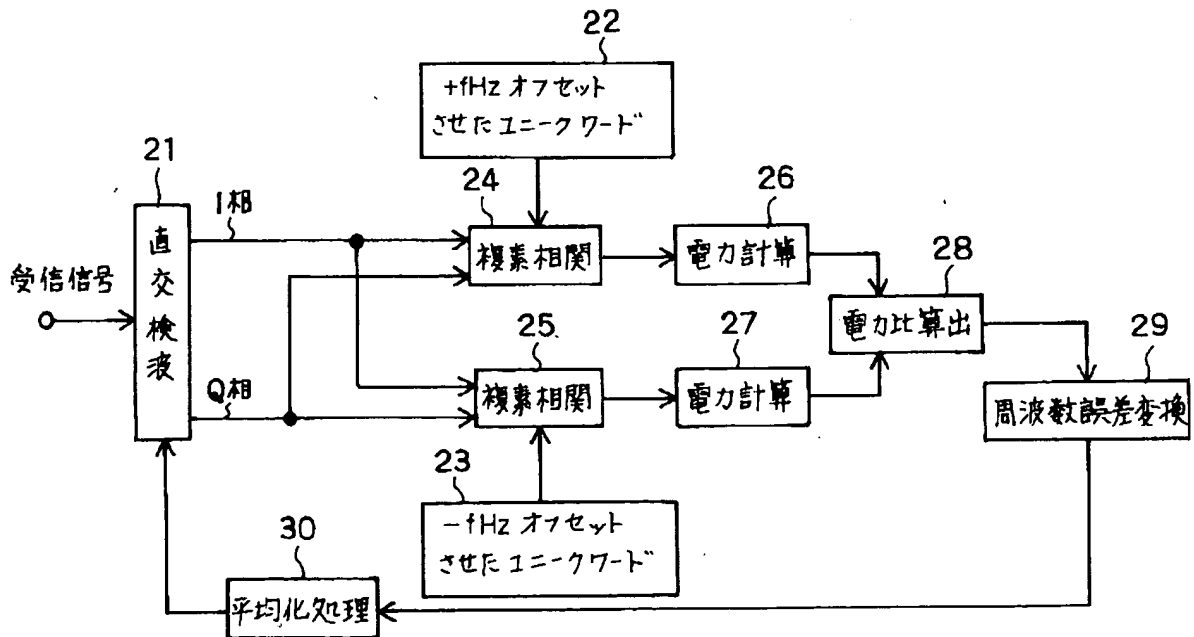 22
+fHz オフセット
させた ユニークワード
21
直交検波
I相
24
複素相関
26
電力計算
28
電力比算出
受信信号
25
複素相関
27
電力計算
29
周波数誤差変換
Q相
23
-fHz オフセット
させた ユニークワード
30
平均化処理